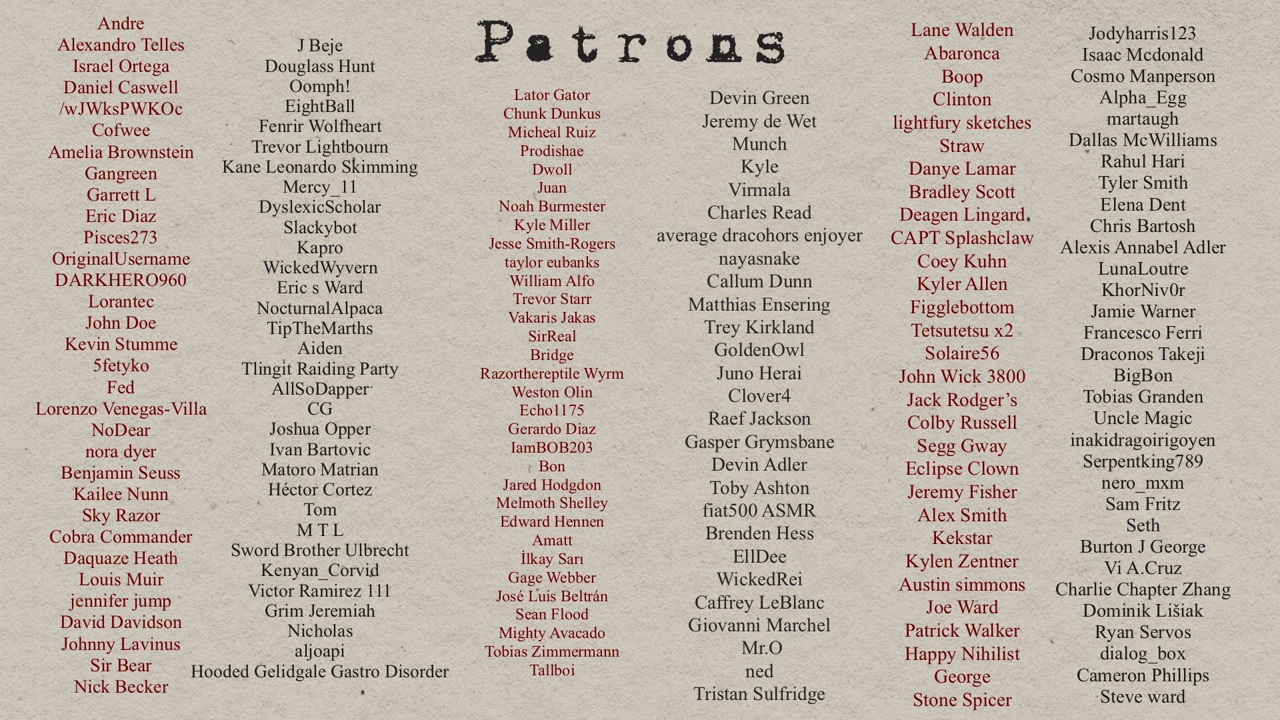 Patrons
Andre
Alexandro Telles
Israel Ortega
Daniel Caswell
/wJWksPWKOc
Cofwee
Amelia Brownstein
Gangreen
Garrett L
Eric Diaz
Pisces273
OriginalUsername
DARKHERO960
Lorantec
John Doe
Kevin Stumme
5fetyko
Fed
Lorenzo Venegas-Villa
NoDear
nora dyer
Benjamin Seuss
Kailee Nunn
Sky Razor
Cobra Commander
Daquaze Heath
Louis Muir
jennifer jump
David Davidson
Johnny Lavinus
Sir Bear
Nick Becker
J Beje
Douglass Hunt
Oomph!
EightBall
Fenrir Wolfheart
Trevor Lightbourn
Kane Leonardo Skimming
Mercy_11
DyslexicScholar
Slackybot
Kapro
WickedWyvern
Eric s Ward
NocturnalAlpaca
TipTheMarths
Aiden
Tlingit Raiding Party
AllSoDapper
CG
Joshua Opper
Ivan Bartovic
Matoro Matrian
Héctor Cortez
Tom
M T L
Sword Brother Ulbrecht
Kenyan_Corvid
Victor Ramirez 111
Grim Jeremiah
Nicholas
aljoapi
Hooded Gelidgale Gastro Disorder
Lator Gator
Chunk Dunkus
Micheal Ruiz
Prodishae
Dwoll
Juan
Noah Burmester
Kyle Miller
Jesse Smith-Rogers
taylor eubanks
William Alfo
Trevor Starr
Vakaris Jakas
SirReal
Bridge
Razorthereptile Wyrm
Weston Olin
Echo1175
Gerardo Diaz
IamBOB203
Bon
Jared Hodgdon
Melmoth Shelley
Edward Hennen
Amatt
İlkay Sarı
Gage Webber
José Luis Beltrán
Sean Flood
Mighty Avacado
Tobias Zimmermann
Tallboi
Devin Green
Jeremy de Wet
Munch
Kyle
Virmala
Charles Read
average dracohors enjoyer
nayasnake
Callum Dunn
Matthias Ensering
Trey Kirkland
GoldenOwl
Juno Herai
Clover4
Raef Jackson
Gasper Grymsbane
Devin Adler
Toby Ashton
fiat500 ASMR
Brenden Hess
EllDee
WickedRei
Caffrey LeBlanc
Giovanni Marchel
Mr.O
ned
Tristan Sulfridge
Lane Walden
Abaronca
Boop
Clinton
lightfury sketches
Straw
Danye Lamar
Bradley Scott
Deagen Lingard
CAPT Splashclaw
Coey Kuhn
Kyler Allen
Figglebottom
Tetsutetsu x2
Solaire56
John Wick 3800
Jack Rodger’s
Colby Russell
Segg Gway
Eclipse Clown
Jeremy Fisher
Alex Smith
Kekstar
Kylen Zentner
Austin simmons
Joe Ward
Patrick Walker
Happy Nihilist
George
Stone Spicer
Jodyharris123
Isaac Mcdonald
Cosmo Manperson
Alpha_Egg
martaugh
Dallas McWilliams
Rahul Hari
Tyler Smith
Elena Dent
Chris Bartosh
Alexis Annabel Adler
LunaLoutre
KhorNiv0r
Jamie Warner
Francesco Ferri
Draconos Takeji
BigBon
Tobias Granden
Uncle Magic
inakidragoirigoyen
Serpentking789
nero_mxm
Sam Fritz
Seth
Burton J George
Vi A.Cruz
Charlie Chapter Zhang
Dominik Lišiak
Ryan Servos
dialog_box
Cameron Phillips
Steve ward